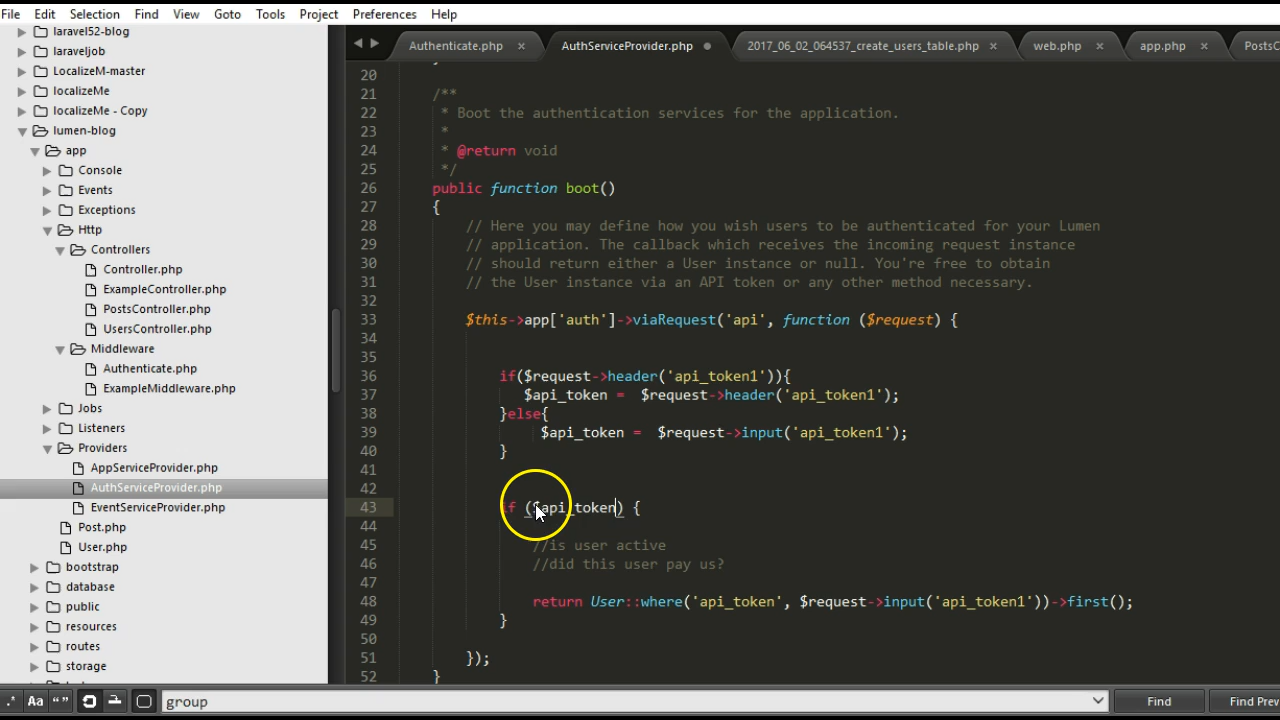 File Edit Selection Find View Goto Tools Project Preferences Help
laravel52-blog
laraveljob
LocalizeM-master
localizeMe
localizeMe - Copy
lumen-blog
app
Console
Events
Exceptions
Http
Controllers
Controller.php
ExampleController.php
PostsController.php
UsersController.php
Middleware
Authenticate.php
ExampleMiddleware.php
Jobs
Listeners
Providers
AppServiceProvider.php
AuthServiceProvider.php
EventServiceProvider.php
Post.php
User.php
bootstrap
database
public
resources
routes
storage
Authenticate.php × AuthServiceProvider.php 2017_06_02_064537_create_users_table.php × web.php × app.php × PostsC
20
21 /**
22 * Boot the authentication services for the application.
23 *
24 * @return void
25 */
26 public function boot()
27 {
28 // Here you may define how you wish users to be authenticated for your Lumen
29 // application. The callback which receives the incoming request instance
30 // should return either a User instance or null. You're free to obtain
31 // the User instance via an API token or any other method necessary.
32
33 $this->app['auth']->viaRequest('api', function ($request) {
34
35
36 if($request->header('api_token1')){
37 $api_token = $request->header('api_token1');
38 }else{
39 $api_token = $request->input('api_token1');
40 }
41
42
43 if ($api_token) {
44
45 //is user active
46 //did this user pay us?
47
48 return User::where('api_token', $request->input('api_token1'))->first();
49 }
50
51 });
52 }
.* Aa “” group Find Find Prev